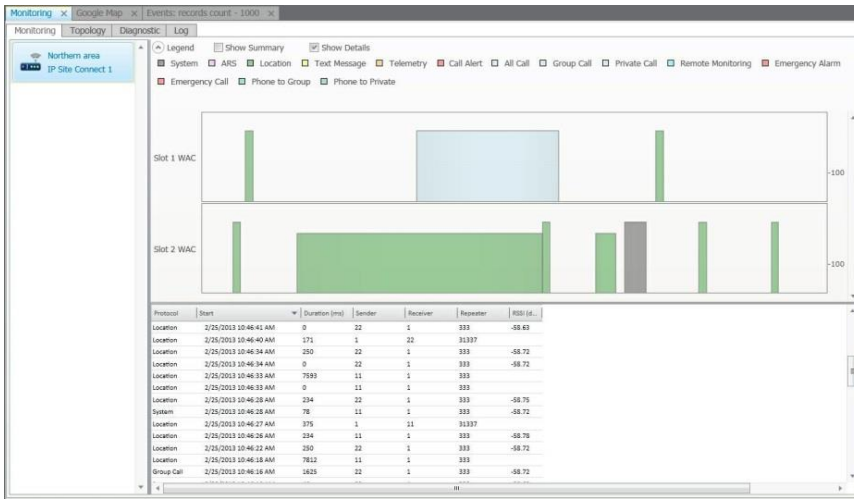 Monitoring × Google Map × Events: records count - 1000 ×
Monitoring Topology Diagnostic Log
Northern area
IP Site Connect 1
Legend Show Summary Show Details
System ARS Location Text Message Telemetry Call Alert All Call Group Call Private Call Remote Monitoring Emergency Alarm
Emergency Call Phone to Group Phone to Private
Slot 1 WAC
-100
Slot 2 WAC
-100
Protocol Start Duration (ms) Sender Receiver Repeater RSSI (d...
Location 2/25/2013 10:46:41 AM 0 22 1 333 -58.63
Location 2/25/2013 10:46:40 AM 171 1 22 31337
Location 2/25/2013 10:46:34 AM 250 22 1 333 -58.72
Location 2/25/2013 10:46:34 AM 0 22 1 333 -58.72
Location 2/25/2013 10:46:33 AM 7593 11 1 333
Location 2/25/2013 10:46:33 AM 0 11 1 333
Location 2/25/2013 10:46:28 AM 234 22 1 333 -58.75
System 2/25/2013 10:46:28 AM 78 11 1 333 -58.72
Location 2/25/2013 10:46:27 AM 375 1 11 31337
Location 2/25/2013 10:46:26 AM 234 11 1 333 -58.78
Location 2/25/2013 10:46:22 AM 250 22 1 333 -58.72
Location 2/25/2013 10:46:18 AM 7812 11 1 333
Group Call 2/25/2013 10:46:16 AM 1625 22 1 333 -58.72